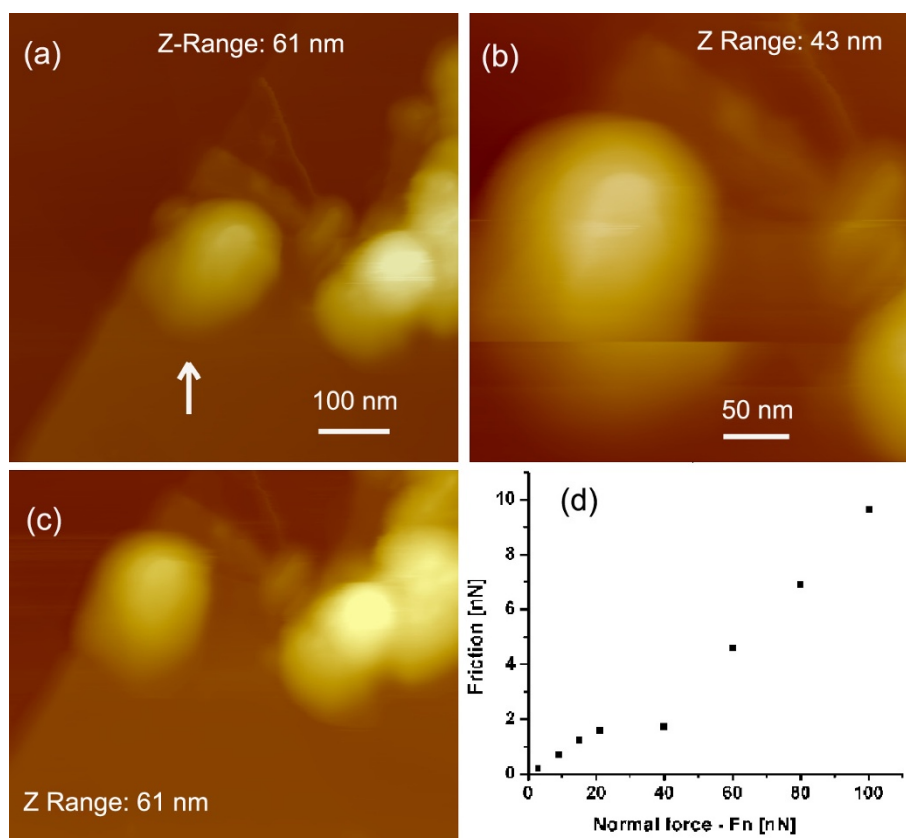 (a)
Z-Range: 61 nm
100 nm
(b)
Z Range: 43 nm
50 nm
(c)
Z Range: 61 nm
(d)
Friction [nN]
10
8
6
4
2
0
0 20 40 60 80 100
Normal force - Fn [nN]